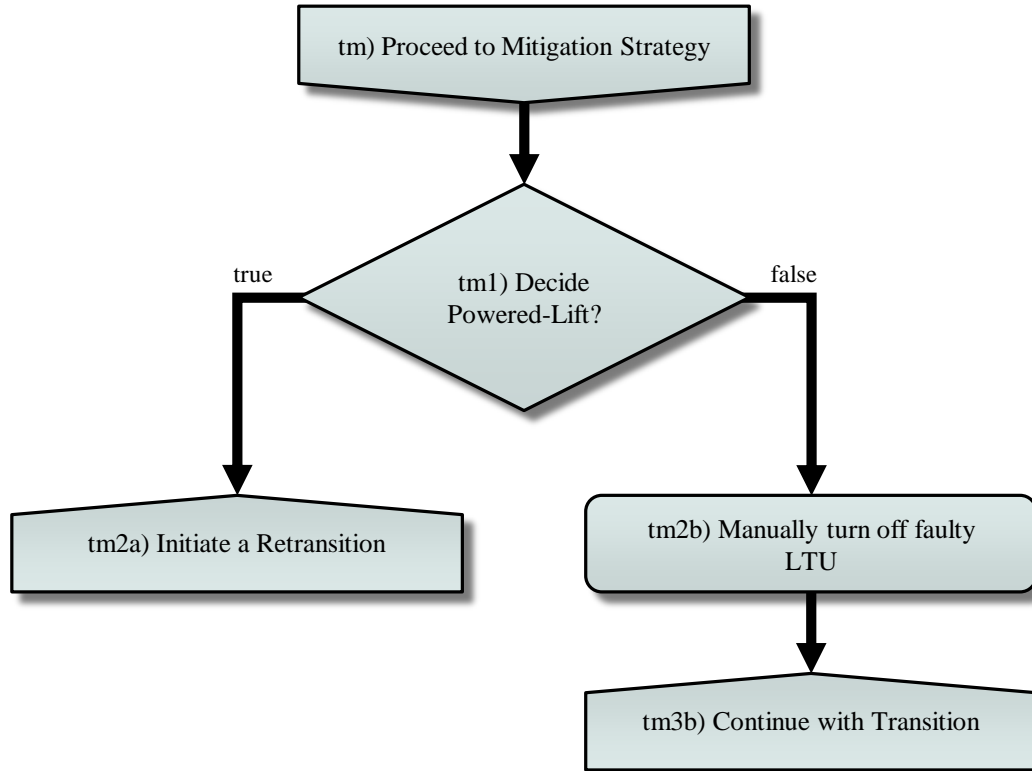 tm) Proceed to Mitigation Strategy
true
false
tm1) Decide
Powered-Lift?
tm2a) Initiate a Retransition
tm2b) Manually turn off faulty
LTU
tm3b) Continue with Transition